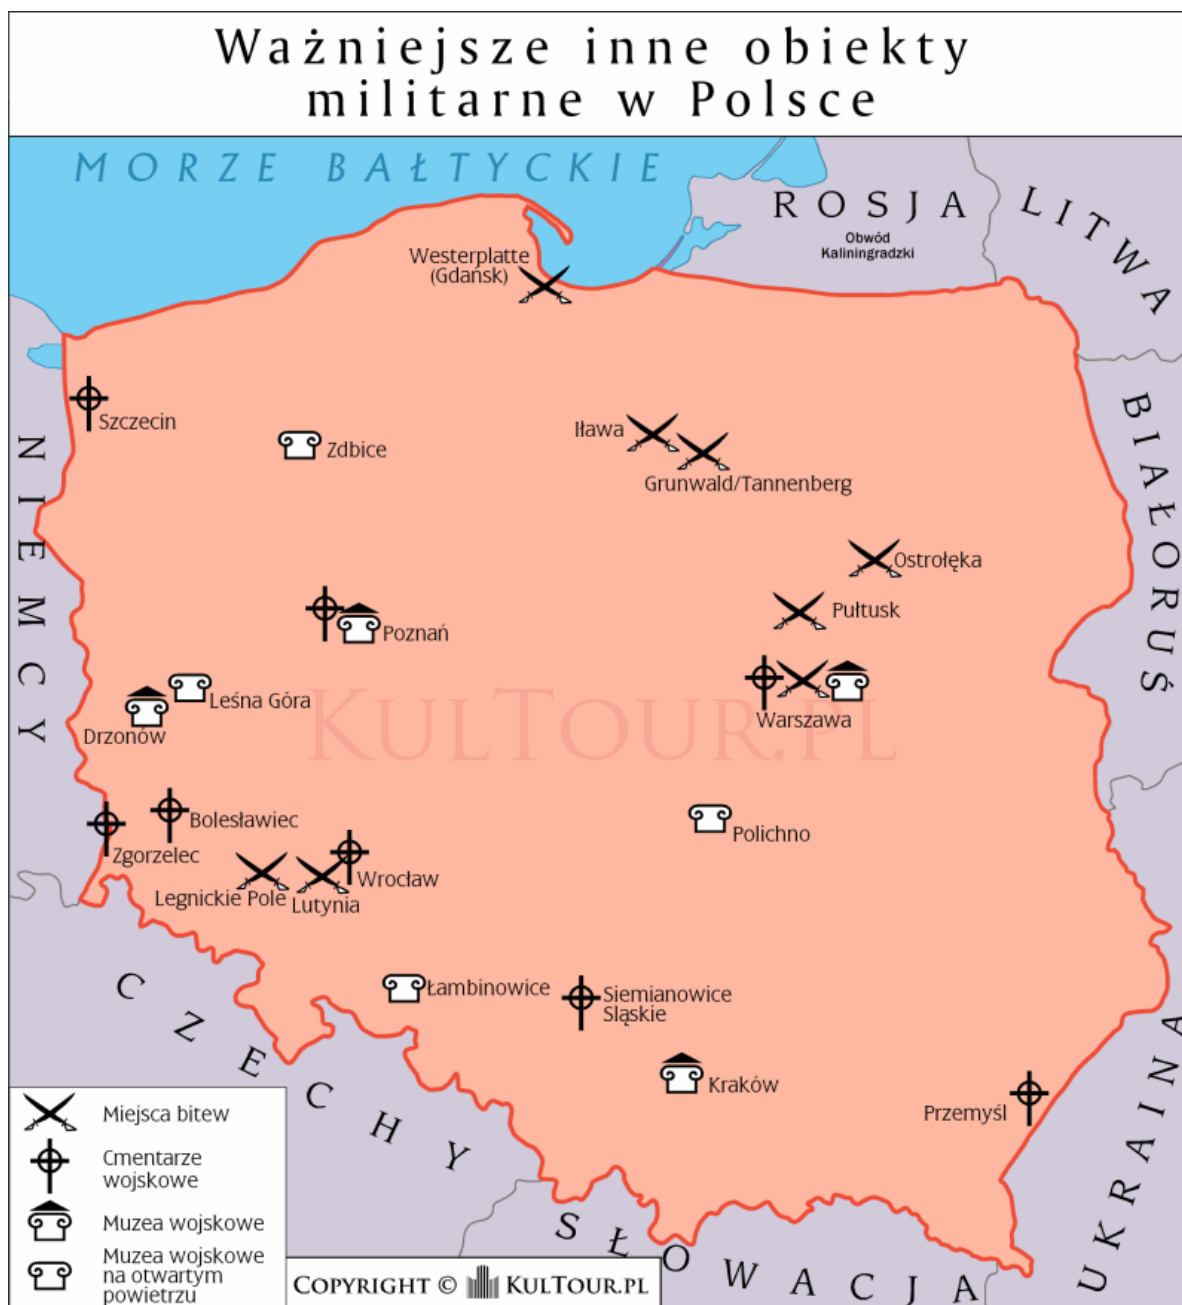 Ważniejsze inne obiekty
militarne w Polsce
MORZE BAŁTYCKIE
ROSJA
Obwód
Kaliningradzki
LITWA
Westerplatte
(Gdańsk)
BIAŁORUŚ
NIEMCY
Szczecin
Zdbice
Iława
Grunwald/Tannenberg
Ostrołęka
Pułtusk
Poznań
Leśna Góra
Drzonów
Warszawa
KulTour.pl
Bolesławiec
Zgorzelec
Polichno
Wrocław
Legnickie Pole
Lutynia
Łambinowice
Siemianowice
Sląskie
CZECHY
Kraków
Przemyśl
UKRAINA
SŁOWACJA
Miejsca bitew
Cmentarze
wojskowe
Muzea wojskowe
Muzea wojskowe
na otwartym
powietrzu
Copyright © KulTour.pl